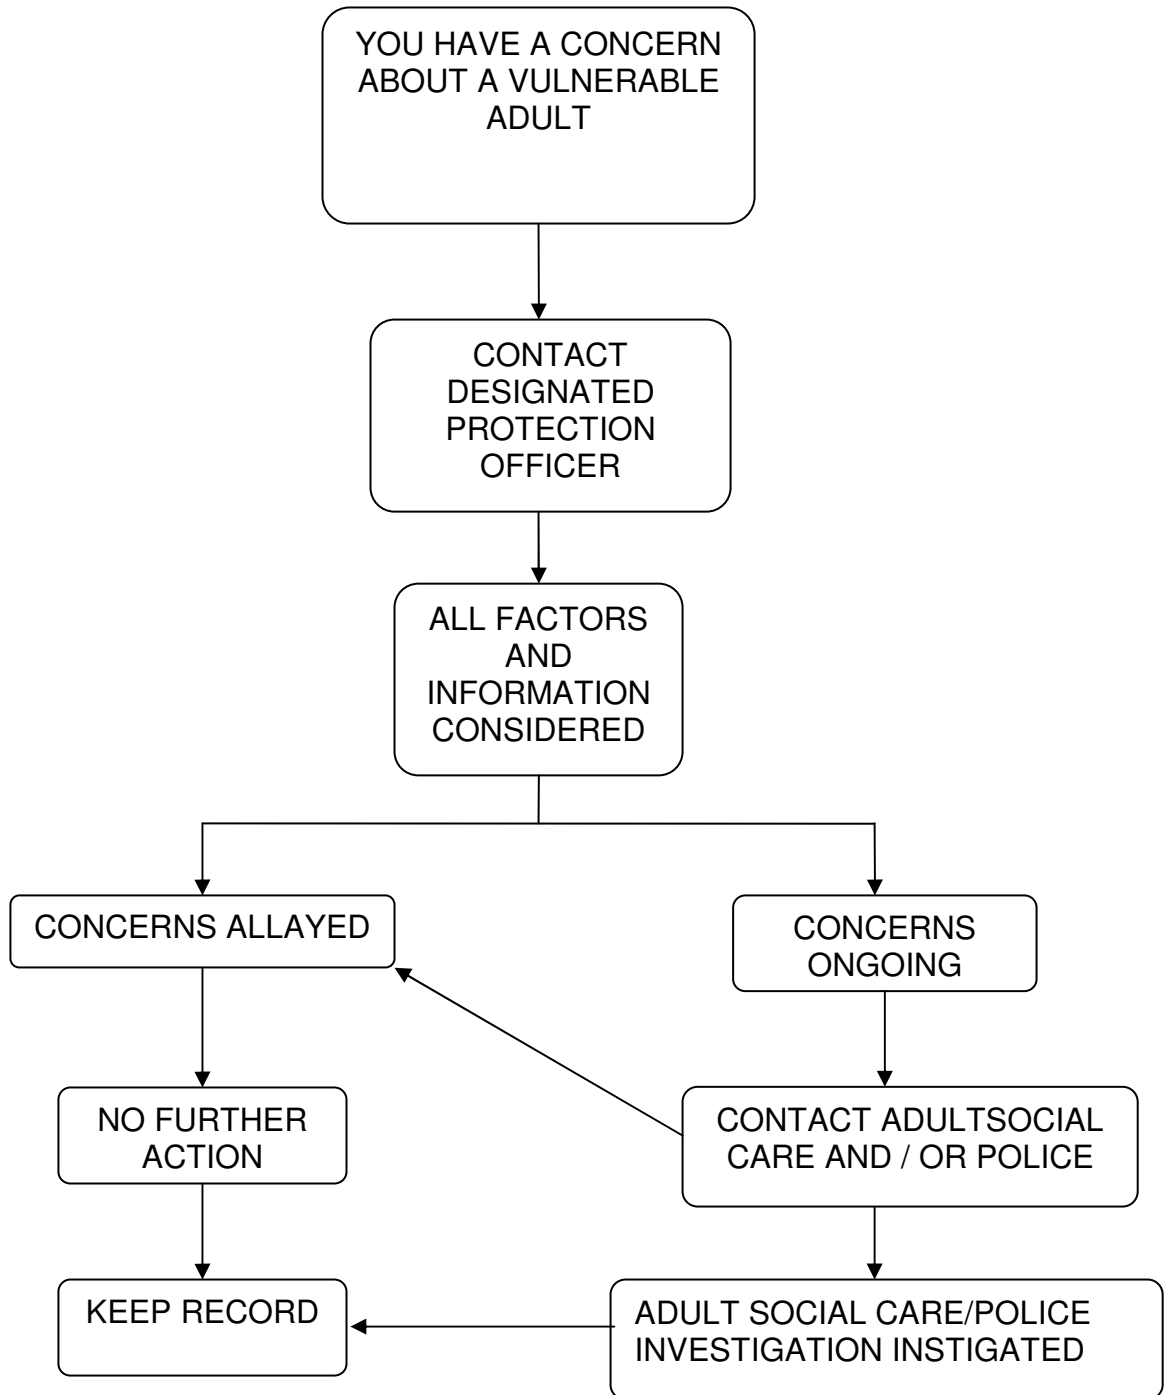 YOU HAVE A CONCERN
ABOUT A VULNERABLE
ADULT
CONTACT
DESIGNATED
PROTECTION
OFFICER
ALL FACTORS
AND
INFORMATION
CONSIDERED
CONCERNS ALLAYED
CONCERNS
ONGOING
NO FURTHER
ACTION
CONTACT ADULTSOCIAL
CARE AND / OR POLICE
KEEP RECORD
ADULT SOCIAL CARE/POLICE
INVESTIGATION INSTIGATED